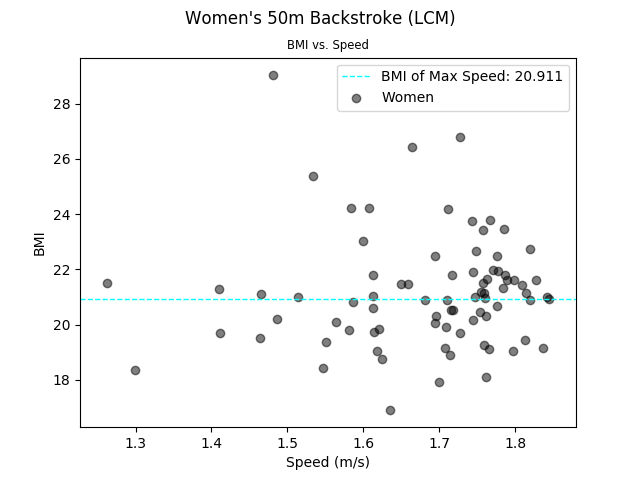 Women's 50m Backstroke (LCM)
BMI vs. Speed
BMI of Max Speed: 20.911
Women
28
26
24
22
20
18
BMI
1.3 1.4 1.5 1.6 1.7 1.8
Speed (m/s)